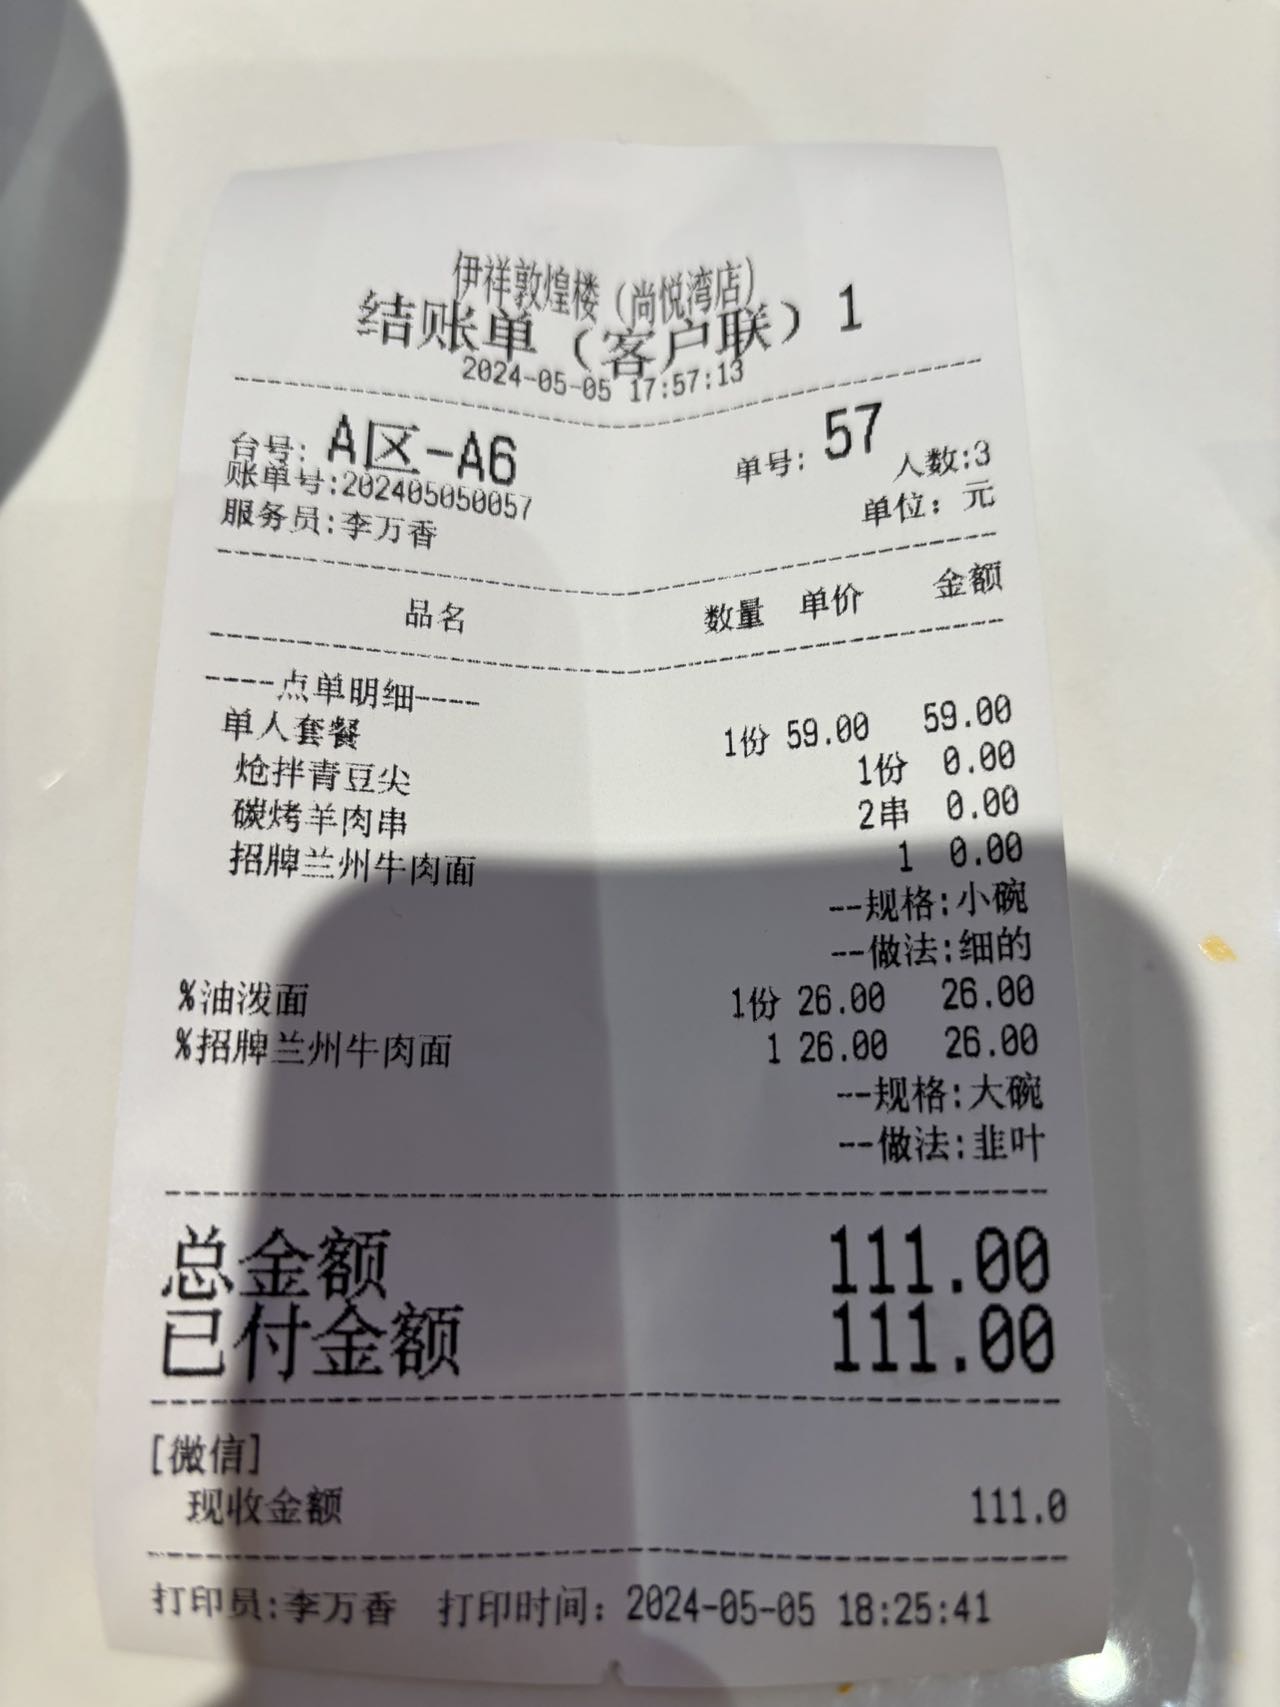 伊祥敦煌楼（尚悦湾店）
结账单（客户联）1
2024-05-05 17:57:13
台号: A区-A6 单号: 57
账单号:202405050057 人数:3
服务员:李万香 单位: 元
品名 数量 单价 金额
----点单明细----
单人套餐 1份 59.00 59.00
炝拌青豆尖 1份 0.00
碳烤羊肉串 2串 0.00
招牌兰州牛肉面 1 0.00
--规格:小碗
--做法:细的
%油泼面 1份 26.00 26.00
%招牌兰州牛肉面 1 26.00 26.00
--规格:大碗
--做法:韭叶
总金额 111.00
已付金额 111.00
[微信]
现收金额 111.0
打印员:李万香 打印时间: 2024-05-05 18:25:41